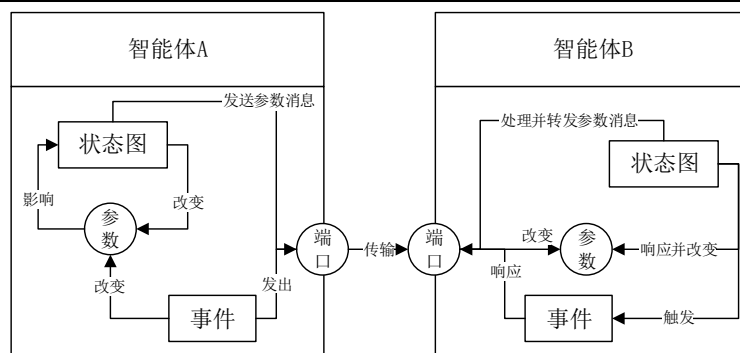 智能体A
发送参数消息
状态图
影响
改变
参
数
改变
事件
发出
端
口
传输
智能体B
处理并转发参数消息
状态图
端
口
改变
参
数
响应并改变
响应
事件
触发